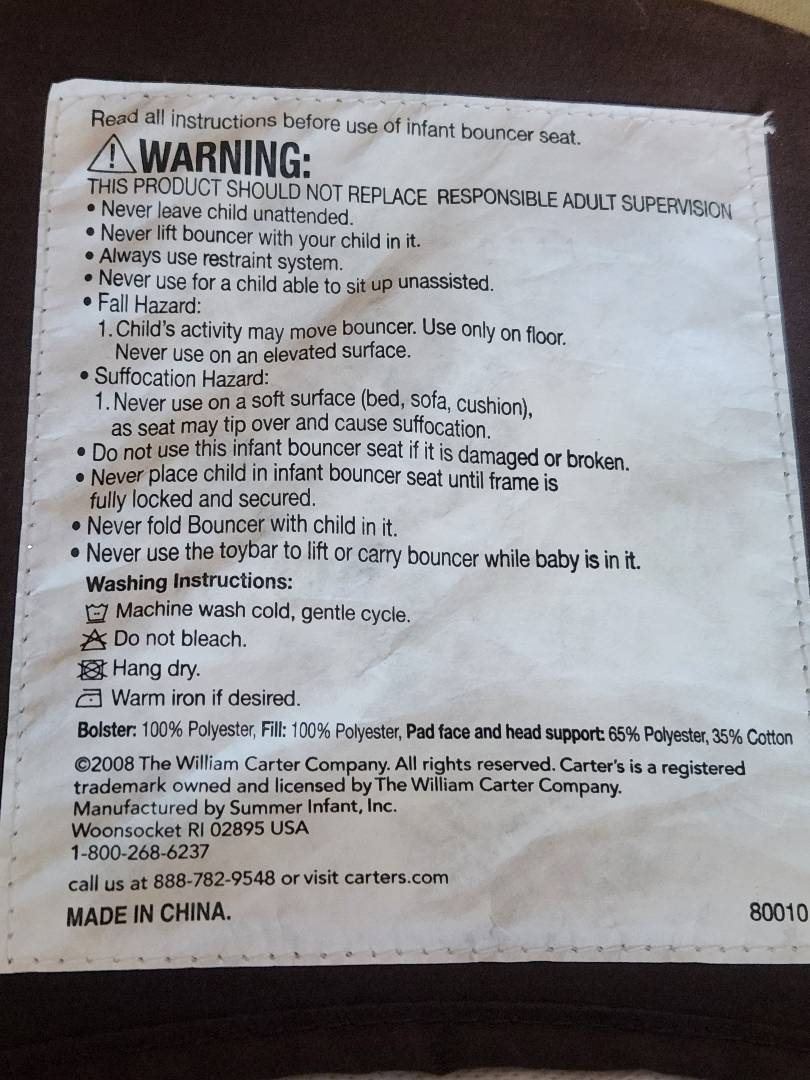 Read all instructions before use of infant bouncer seat.
WARNING:
THIS PRODUCT SHOULD NOT REPLACE RESPONSIBLE ADULT SUPERVISION
• Never leave child unattended.
• Never lift bouncer with your child in it.
• Always use restraint system.
• Never use for a child able to sit up unassisted.
• Fall Hazard:
1. Child's activity may move bouncer. Use only on floor.
Never use on an elevated surface.
• Suffocation Hazard:
1. Never use on a soft surface (bed, sofa, cushion),
as seat may tip over and cause suffocation.
• Do not use this infant bouncer seat if it is damaged or broken.
• Never place child in infant bouncer seat until frame is
fully locked and secured.
• Never fold Bouncer with child in it.
• Never use the toybar to lift or carry bouncer while baby is in it.
Washing Instructions:
Machine wash cold, gentle cycle.
Do not bleach.
Hang dry.
Warm iron if desired.
Bolster: 100% Polyester, Fill: 100% Polyester, Pad face and head support: 65% Polyester, 35% Cotton
©2008 The William Carter Company. All rights reserved. Carter's is a registered
trademark owned and licensed by The William Carter Company.
Manufactured by Summer Infant, Inc.
Woonsocket RI 02895 USA
1-800-268-6237
call us at 888-782-9548 or visit carters.com
MADE IN CHINA.
80010